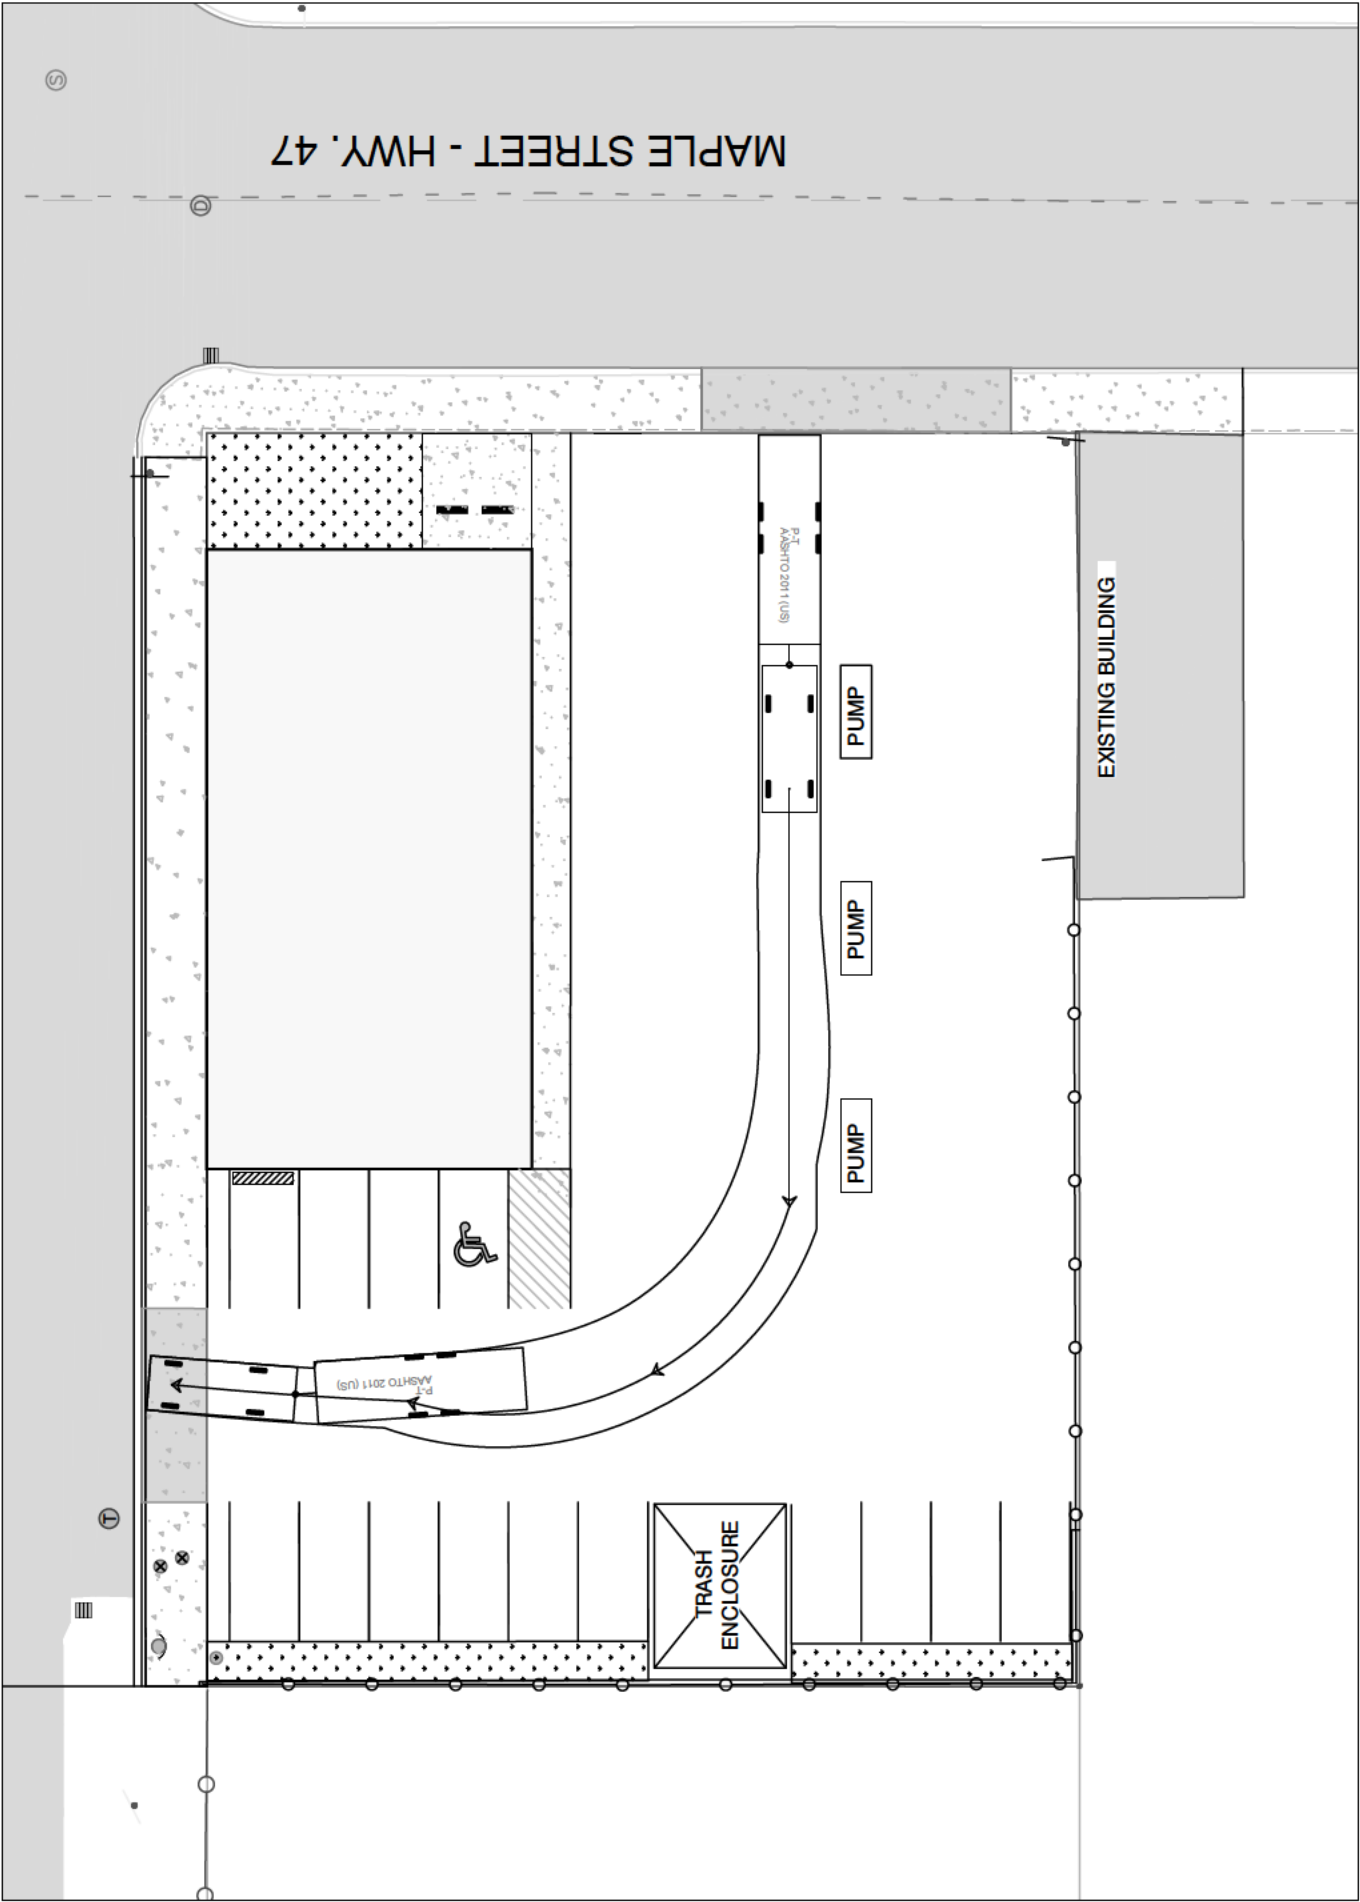 S
MAPLE STREET - HWY. 47
D
P-T
AASHTO 2011 (US)
PUMP
EXISTING BUILDING
PUMP
PUMP
P-T
AASHTO 2011 (US)
T
TRASH
ENCLOSURE